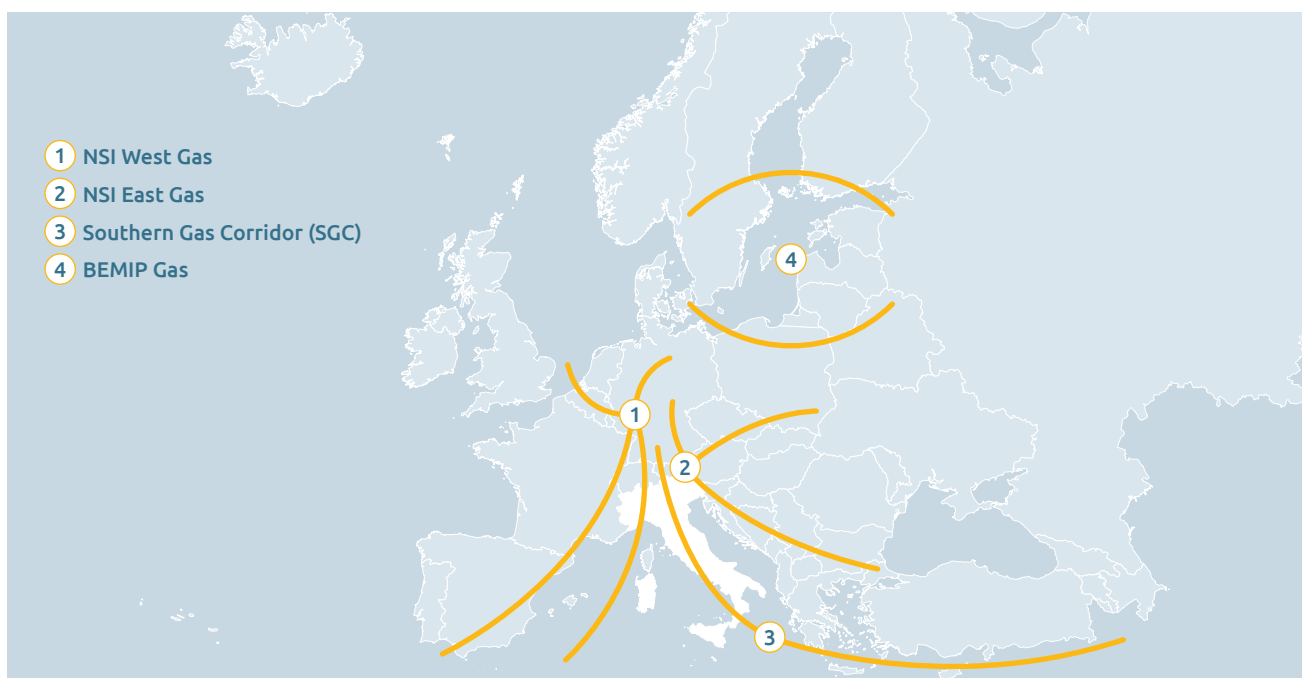 1 NSI West Gas
2 NSI East Gas
3 Southern Gas Corridor (SGC)
4 BEMIP Gas
4
1
2
3